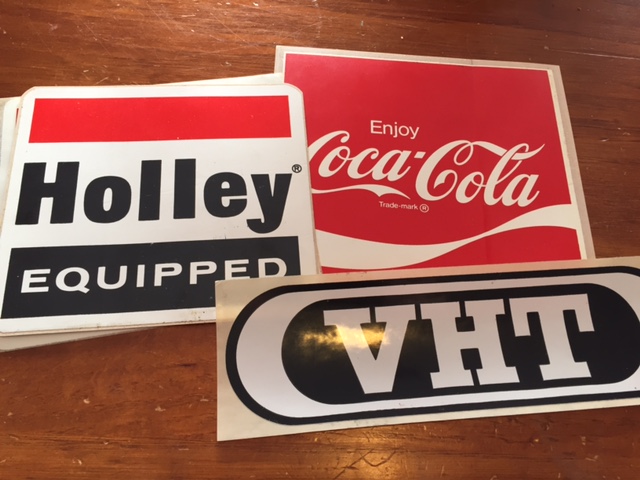 Holley®
EQUIPPED
Enjoy
Coca-Cola
Trade-mark ®
VHT